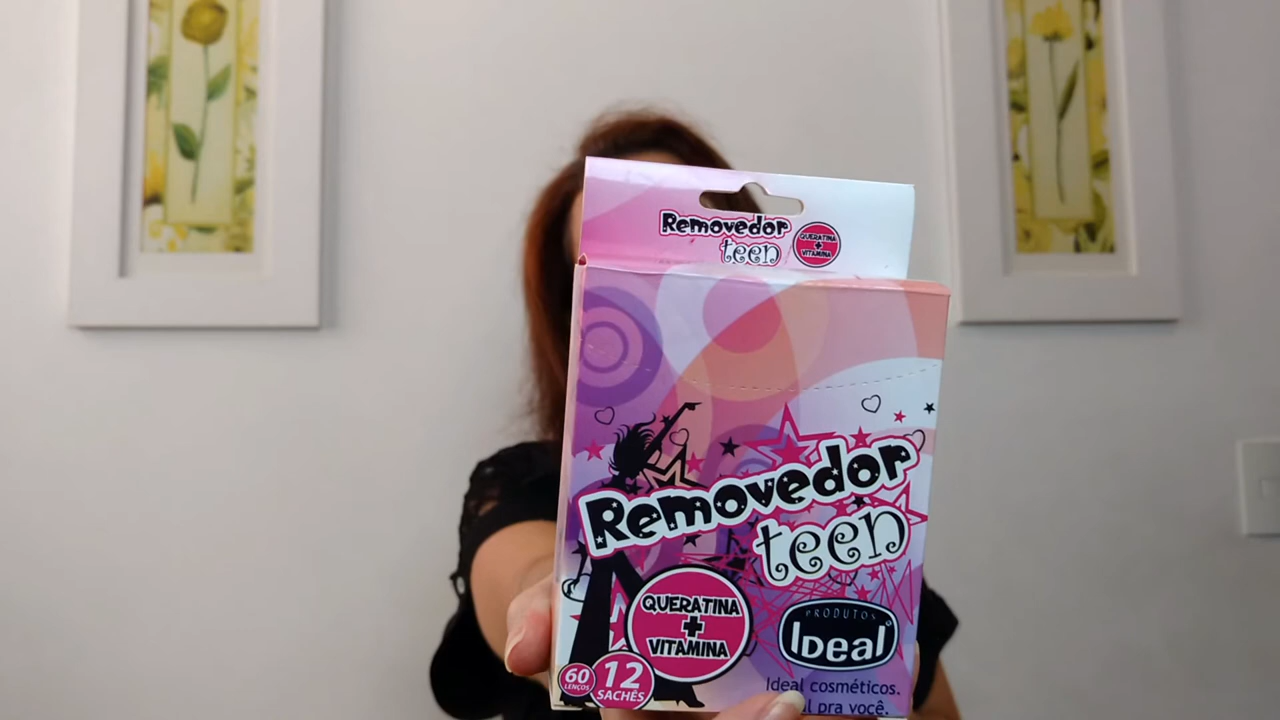 Removedor
teen
QUERATINA
+
VITAMINA
Removedor
teen
QUERATINA
+
VITAMINA
PRODUTOS
Ideal
60
LENÇOS
12
SACHÊS
Ideal cosméticos.
pra você.